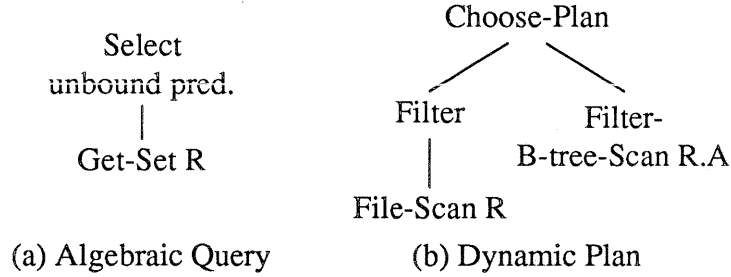 Select
unbound pred.
Get-Set R
(a) Algebraic Query
Choose-Plan
Filter
Filter-
B-tree-Scan R.A
File-Scan R
(b) Dynamic Plan